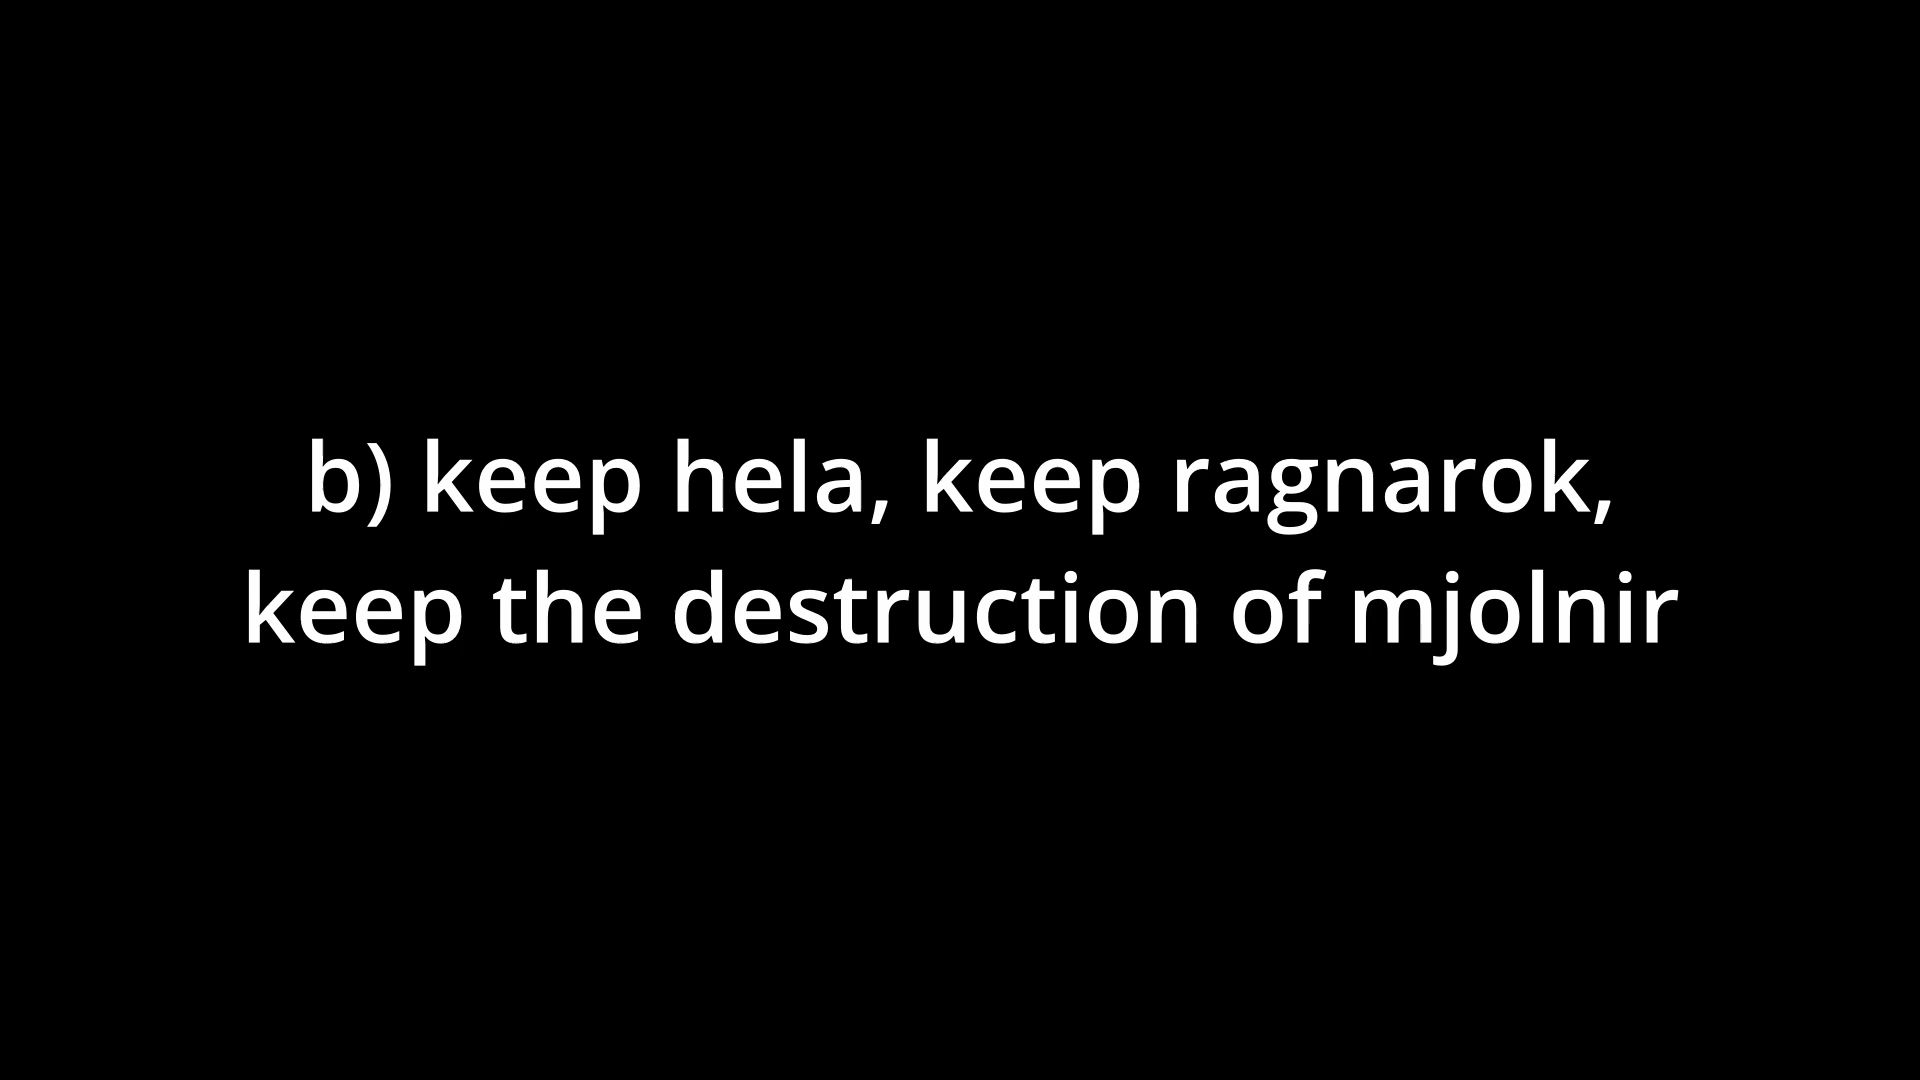 b) keep hela, keep ragnarok,
keep the destruction of mjolnir